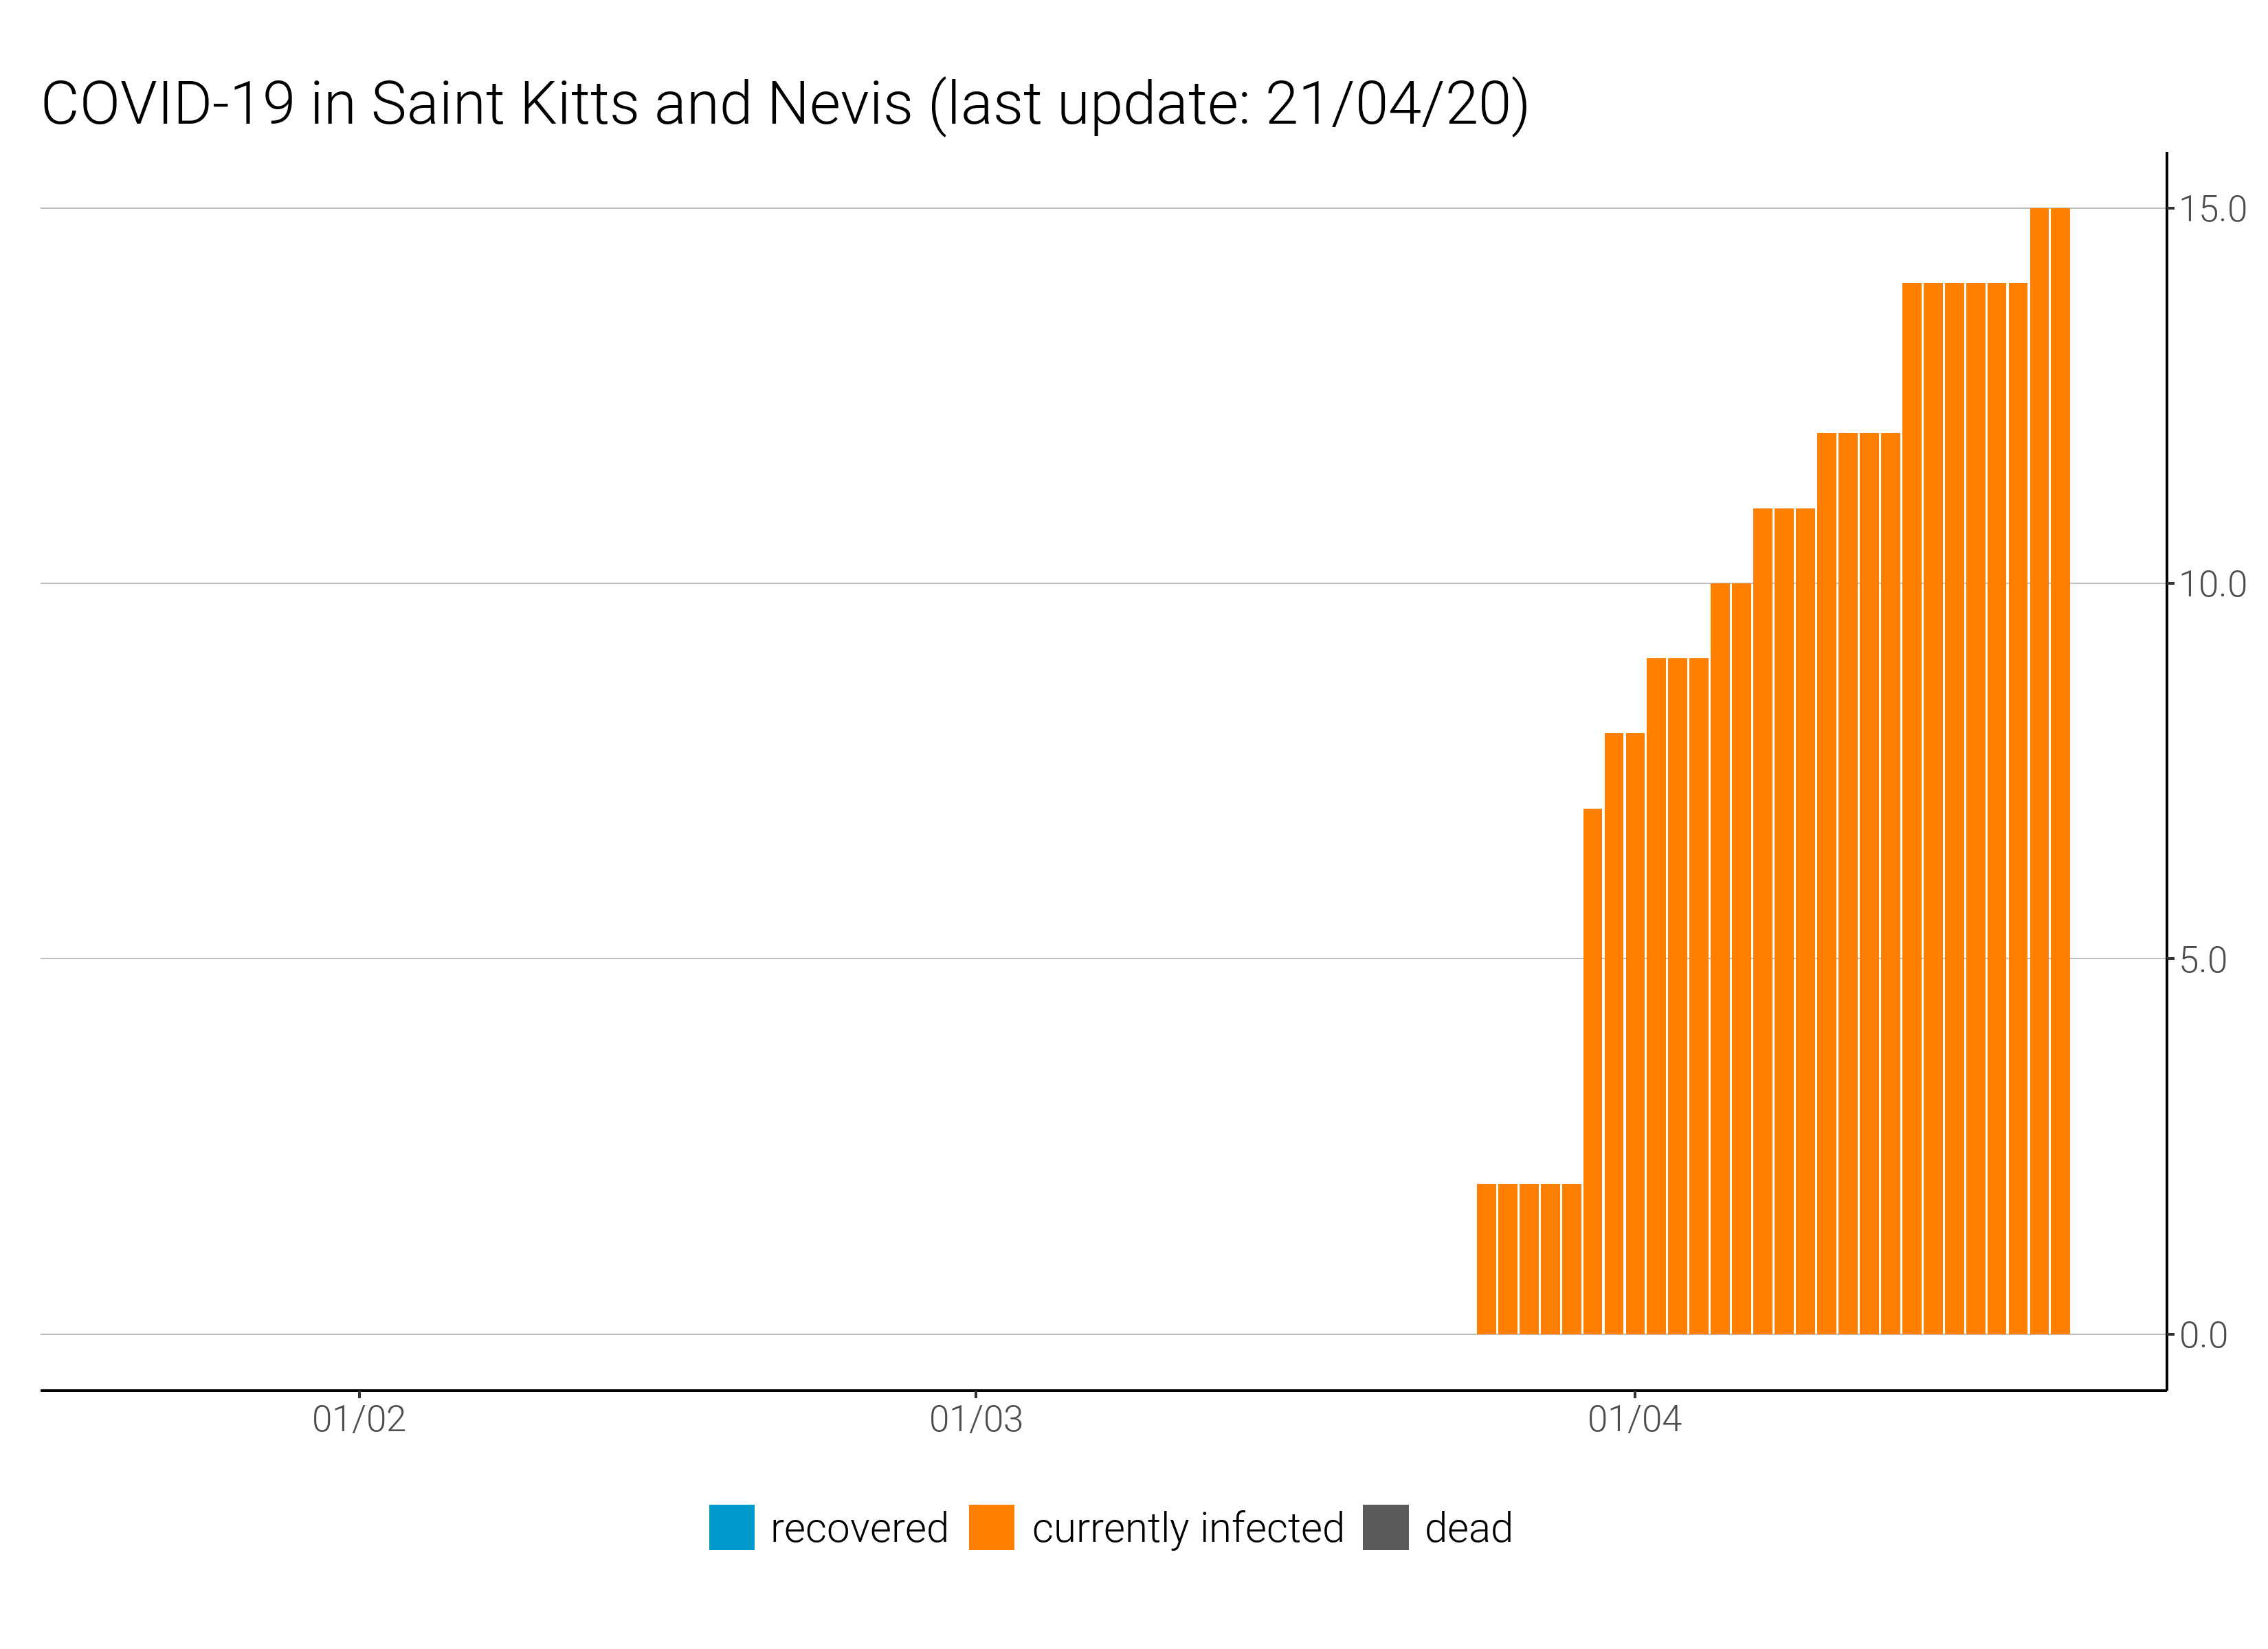 COVID-19 in Saint Kitts and Nevis (last update: 21/04/20)
15.0
10.0
5.0
0.0
01/02 01/03 01/04
recovered currently infected dead